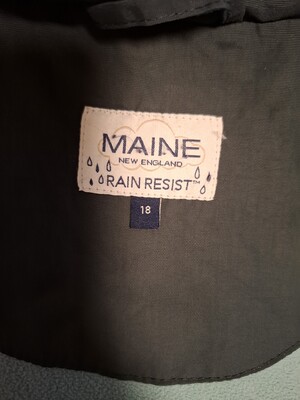 MAINE
NEW ENGLAND
RAIN RESIST™
18